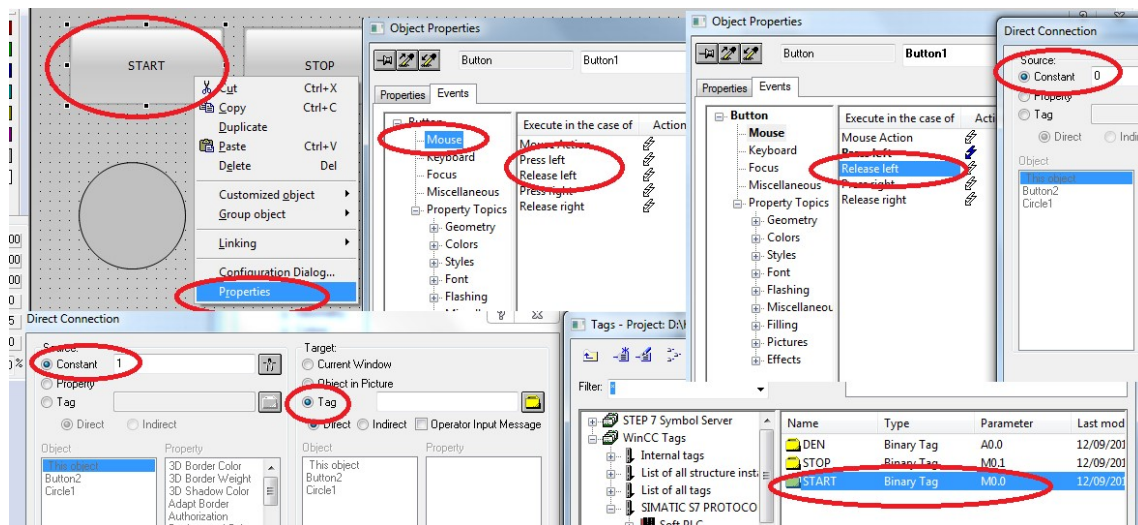 START
STOP
Cut Ctrl+X
Copy Ctrl+C
Duplicate
Paste Ctrl+V
Delete Del
Customized object
Group object
Linking
Configuration Dialog...
Properties
Object Properties
Button Button1
Properties Events
Button
Mouse
Keyboard
Focus
Miscellaneous
Property Topics
Geometry
Colors
Styles
Font
Flashing
Execute in the case of Action
Mouse Action
Press left
Release left
Press right
Release right
Object Properties
Button Button1
Properties Events
Button
Mouse
Keyboard
Focus
Miscellaneous
Property Topics
Geometry
Colors
Styles
Font
Flashing
Miscellaneou
Filling
Pictures
Effects
Execute in the case of Acti
Mouse Action
Press left
Release left
Press right
Release right
Direct Connection
Source:
Constant 0
Property
Tag
Direct Indi
Object
This object
Button2
Circle1
Direct Connection
Source:
Constant 1
Property
Tag
Direct Indirect
Object Property
This object
Button2
Circle1
3D Border Color
3D Border Weight
3D Shadow Color
Adapt Border
Authorization
Target:
Current Window
Object in Picture
Tag
Direct Indirect Operator Input Message
Object Property
This object
Button2
Circle1
Tags - Project: D:\
Filter: *
STEP 7 Symbol Server
WinCC Tags
Internal tags
List of all structure inst
List of all tags
SIMATIC S7 PROTOCO
Soft PLC
Name Type Parameter Last mod
DEN Binary Tag A0.0 12/09/201
STOP Binary Tag M0.1 12/09/201
START Binary Tag M0.0 12/09/201